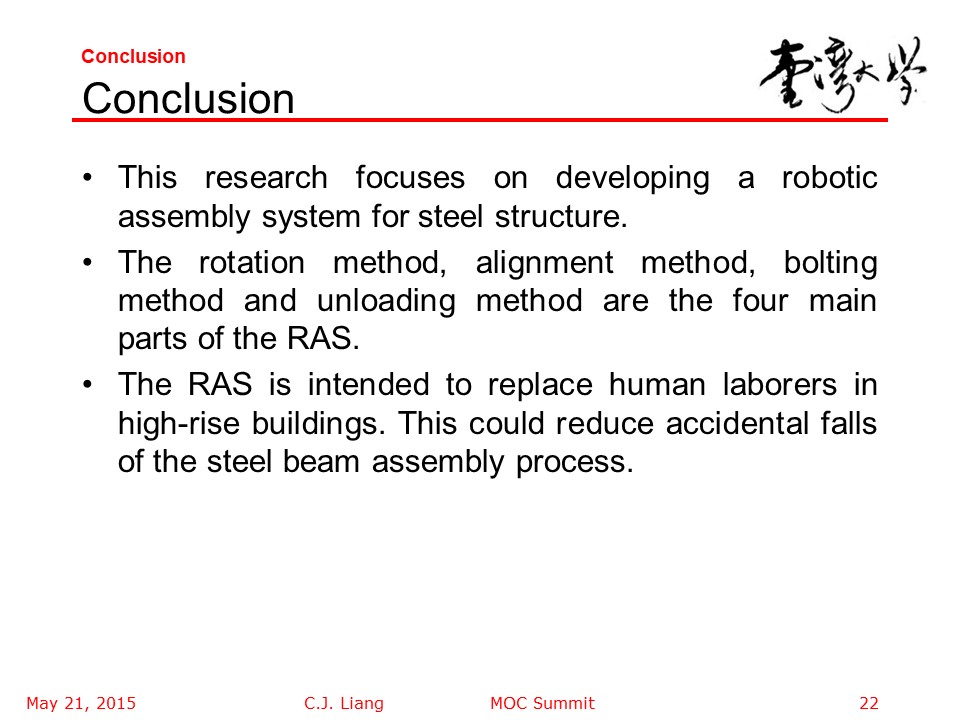 Conclusion
臺灣大學
Conclusion
• This research focuses on developing a robotic
assembly system for steel structure.
• The rotation method, alignment method, bolting
method and unloading method are the four main
parts of the RAS.
• The RAS is intended to replace human laborers in
high-rise buildings. This could reduce accidental falls
of the steel beam assembly process.
May 21, 2015 C.J. Liang MOC Summit 22